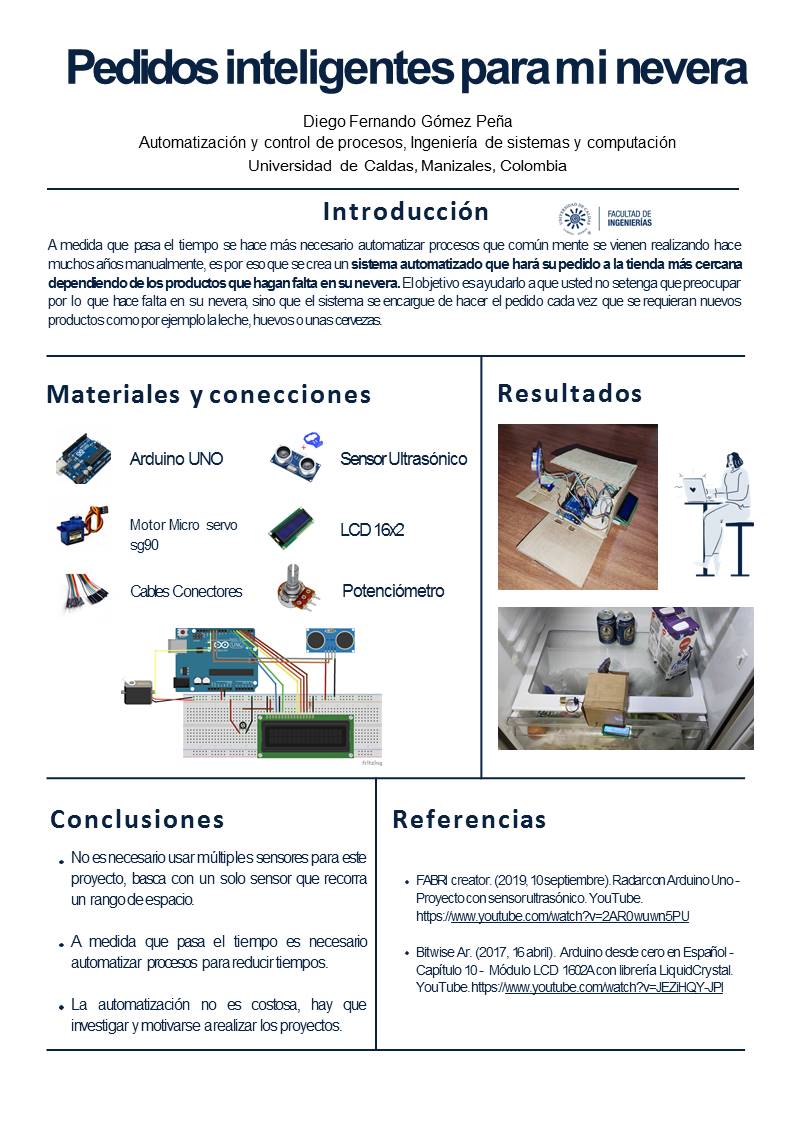 Pedidos inteligentes para mi nevera
Diego Fernando Gómez Peña
Automatización y control de procesos, Ingeniería de sistemas y computación
Universidad de Caldas, Manizales, Colombia
Introducción
FACULTAD DE
INGENIERÍAS
A medida que pasa el tiempo se hace más necesario automatizar procesos que común mente se vienen realizando hace
muchos años manualmente, es por eso que se crea un sistema automatizado que hará su pedido a la tienda más cercana
dependiendo de los productos que hagan falta en su nevera. El objetivo es ayudarlo a que usted no se tenga que preocupar
por lo que hace falta en su nevera, sino que el sistema se encargue de hacer el pedido cada vez que se requieran nuevos
productos como por ejemplo la leche, huevos o unas cervezas.
Materiales y conecciones
Arduino UNO
Sensor Ultrasónico
Motor Micro servo
sg90
LCD 16x2
Cables Conectores
Potenciómetro
fritzing
Resultados
Conclusiones
• No es necesario usar múltiples sensores para este
proyecto, basca con un solo sensor que recorra
un rango de espacio.
• A medida que pasa el tiempo es necesario
automatizar procesos para reducir tiempos.
• La automatización no es costosa, hay que
investigar y motivarse a realizar los proyectos.
Referencias
• FABRI creator. (2019, 10 septiembre). Radar con Arduino Uno -
Proyecto con sensor ultrasónico. YouTube.
https://www.youtube.com/watch?v=2AR0wuwn5PU
• Bitwise Ar. (2017, 16 abril). Arduino desde cero en Español -
Capítulo 10 - Módulo LCD 1602A con librería LiquidCrystal.
YouTube. https://www.youtube.com/watch?v=JEZiHQY-JPI